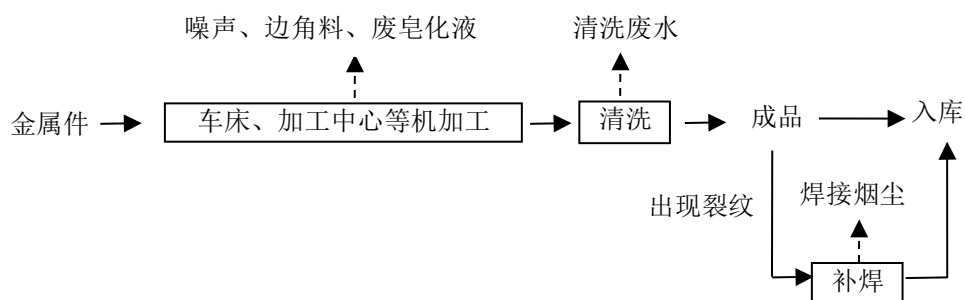 噪声、边角料、废皂化液
清洗废水
金属件
车床、加工中心等机加工
清洗
成品
入库
出现裂纹
焊接烟尘
补焊